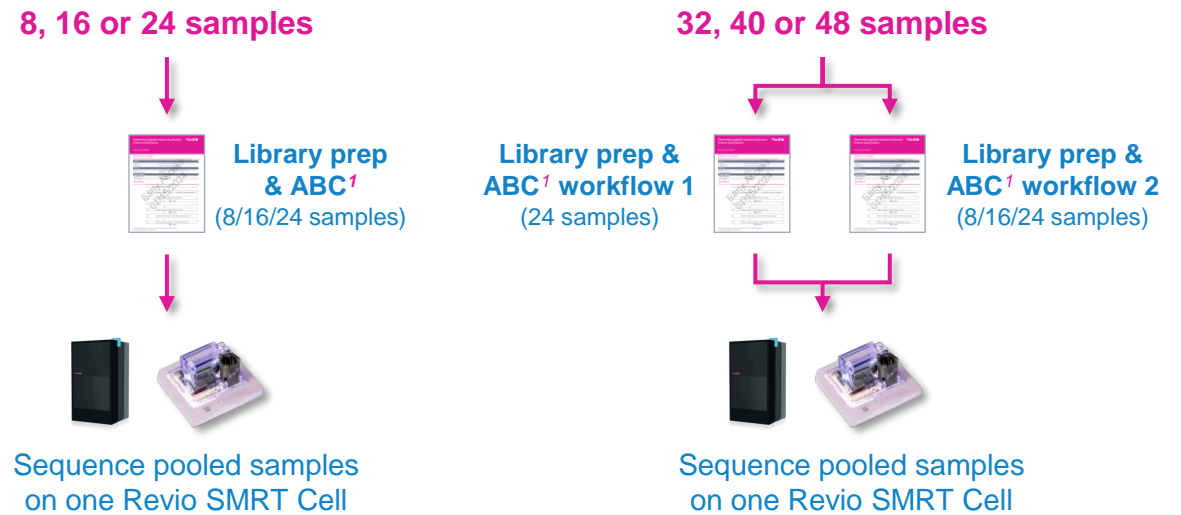 8, 16 or 24 samples
Library prep
& ABC¹
(8/16/24 samples)
Sequence pooled samples
on one Revio SMRT Cell
32, 40 or 48 samples
Library prep &
ABC¹ workflow 1
(24 samples)
Library prep &
ABC¹ workflow 2
(8/16/24 samples)
Sequence pooled samples
on one Revio SMRT Cell